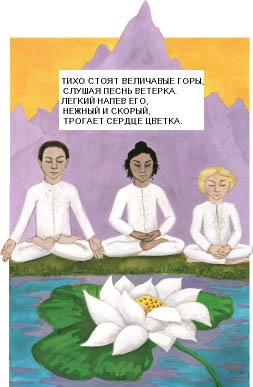 ТИХО СТОЯТ ВЕЛИЧАВЫЕ ГОРЫ,
СЛУШАЯ ПЕСНЬ ВЕТЕРКА.
ЛЕГКИЙ НАПЕВ ЕГО,
НЕЖНЫЙ И СКОРЫЙ,
ТРОГАЕТ СЕРДЦЕ ЦВЕТКА.